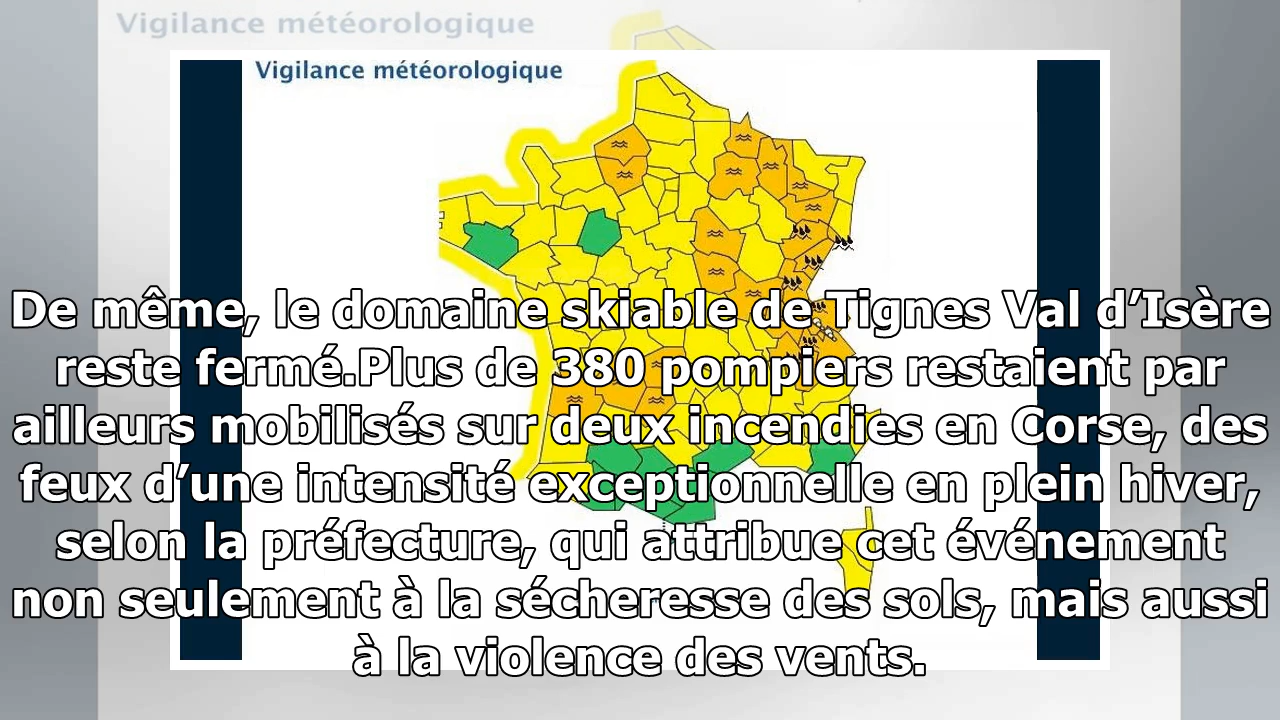 Vigilance météorologique
Vigilance météorologique
De même, le domaine skiable de Tignes Val d’Isère
reste fermé.Plus de 380 pompiers restaient par
ailleurs mobilisés sur deux incendies en Corse, des
feux d’une intensité exceptionnelle en plein hiver,
selon la préfecture, qui attribue cet événement
non seulement à la sécheresse des sols, mais aussi
à la violence des vents.